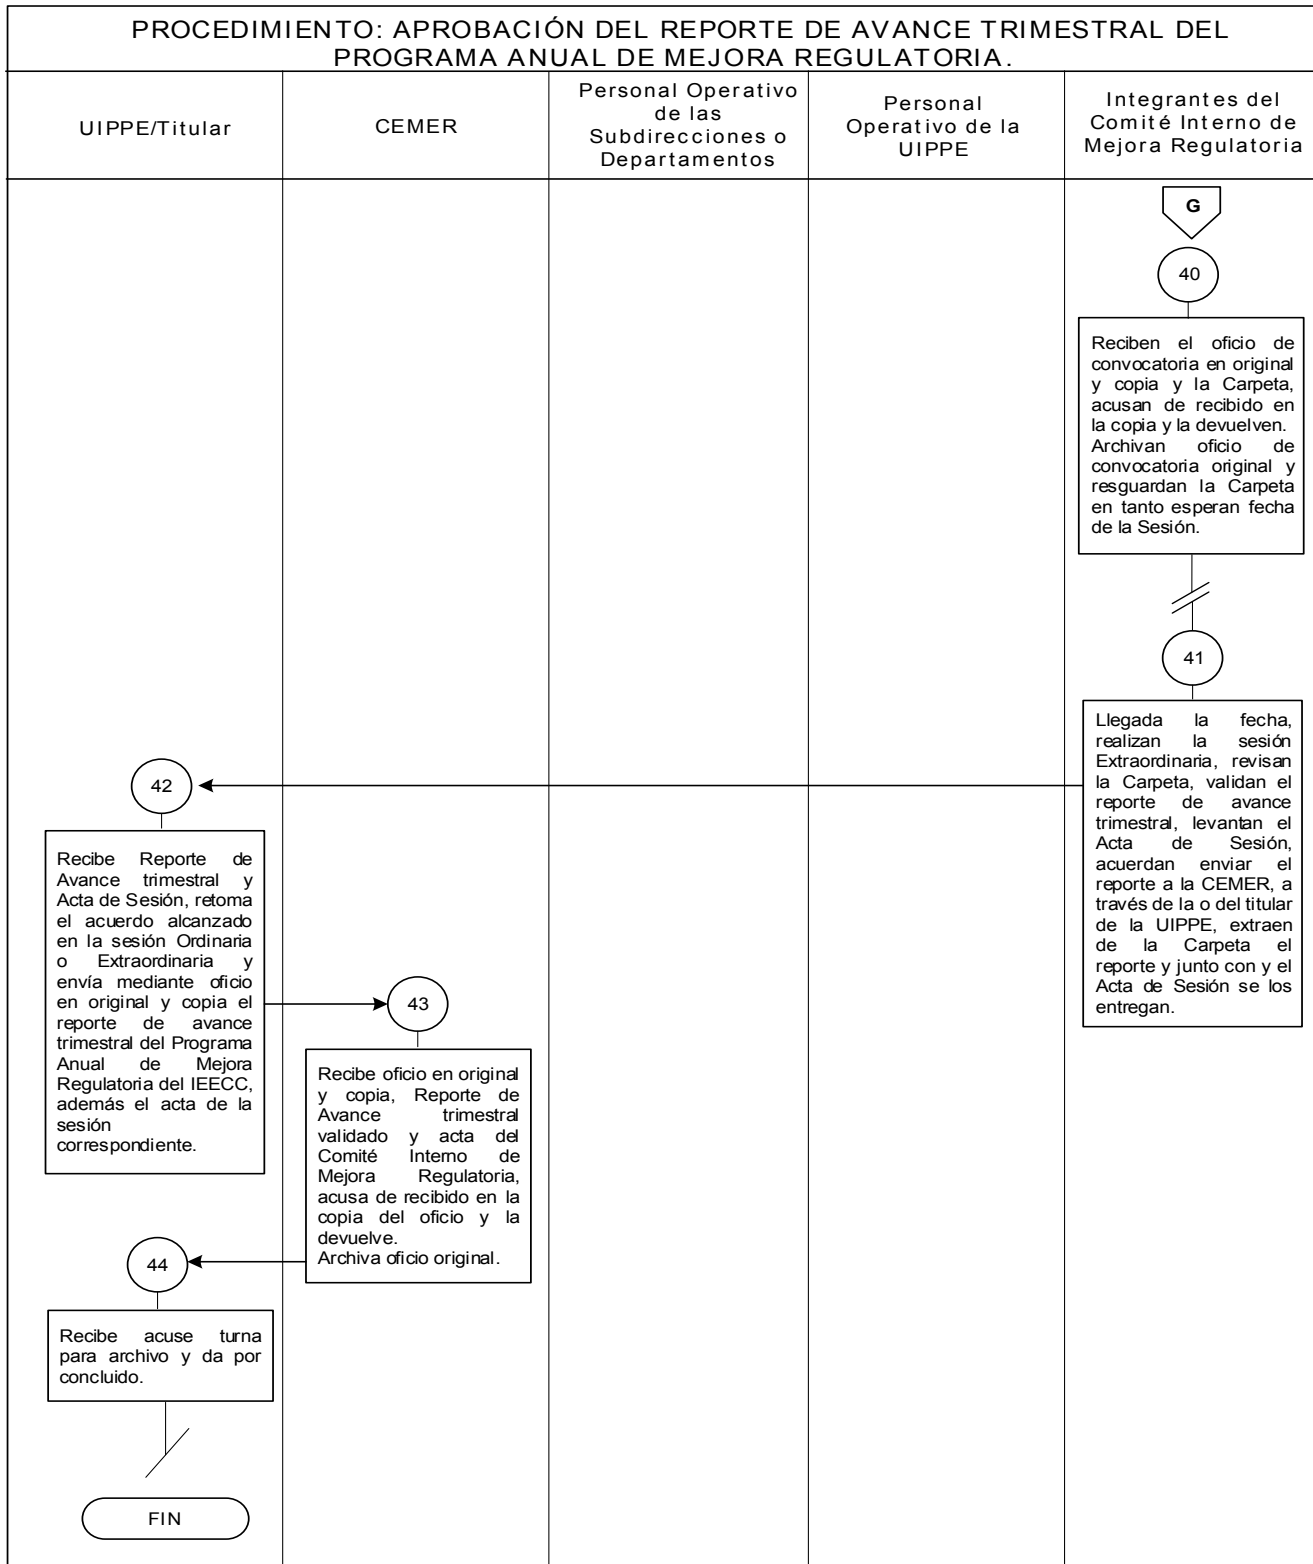 PROCEDIMIENTO: APROBACIÓN DEL REPORTE DE AVANCE TRIMESTRAL DEL
PROGRAMA ANUAL DE MEJORA REGULATORIA.
UIPPE/Titular
CEMER
Personal Operativo
de las
Subdirecciones o
Departamentos
Personal
Operativo de la
UIPPE
Integrantes del
Comité Interno de
Mejora Regulatoria
G
40
Reciben el oficio de
convocatoria en original
y copia y la Carpeta,
acusan de recibido en
la copia y la devuelven.
Archivan oficio de
convocatoria original y
resguardan la Carpeta
en tanto esperan fecha
de la Sesión.
41
Llegada la fecha,
realizan la sesión
Extraordinaria, revisan
la Carpeta, validan el
reporte de avance
trimestral, levantan el
Acta de Sesión,
acuerdan enviar el
reporte a la CEMER, a
través de la o del titular
de la UIPPE, extraen
de la Carpeta el
reporte y junto con y el
Acta de Sesión se los
entregan.
42
Recibe Reporte de
Avance trimestral y
Acta de Sesión, retoma
el acuerdo alcanzado
en la sesión Ordinaria
o Extraordinaria y
envía mediante oficio
en original y copia el
reporte de avance
trimestral del Programa
Anual de Mejora
Regulatoria del IEECC,
además el acta de la
sesión
correspondiente.
43
Recibe oficio en original
y copia, Reporte de
Avance trimestral
validado y acta del
Comité Interno de
Mejora Regulatoria,
acusa de recibido en la
copia del oficio y la
devuelve.
Archiva oficio original.
44
Recibe acuse turna
para archivo y da por
concluido.
FIN